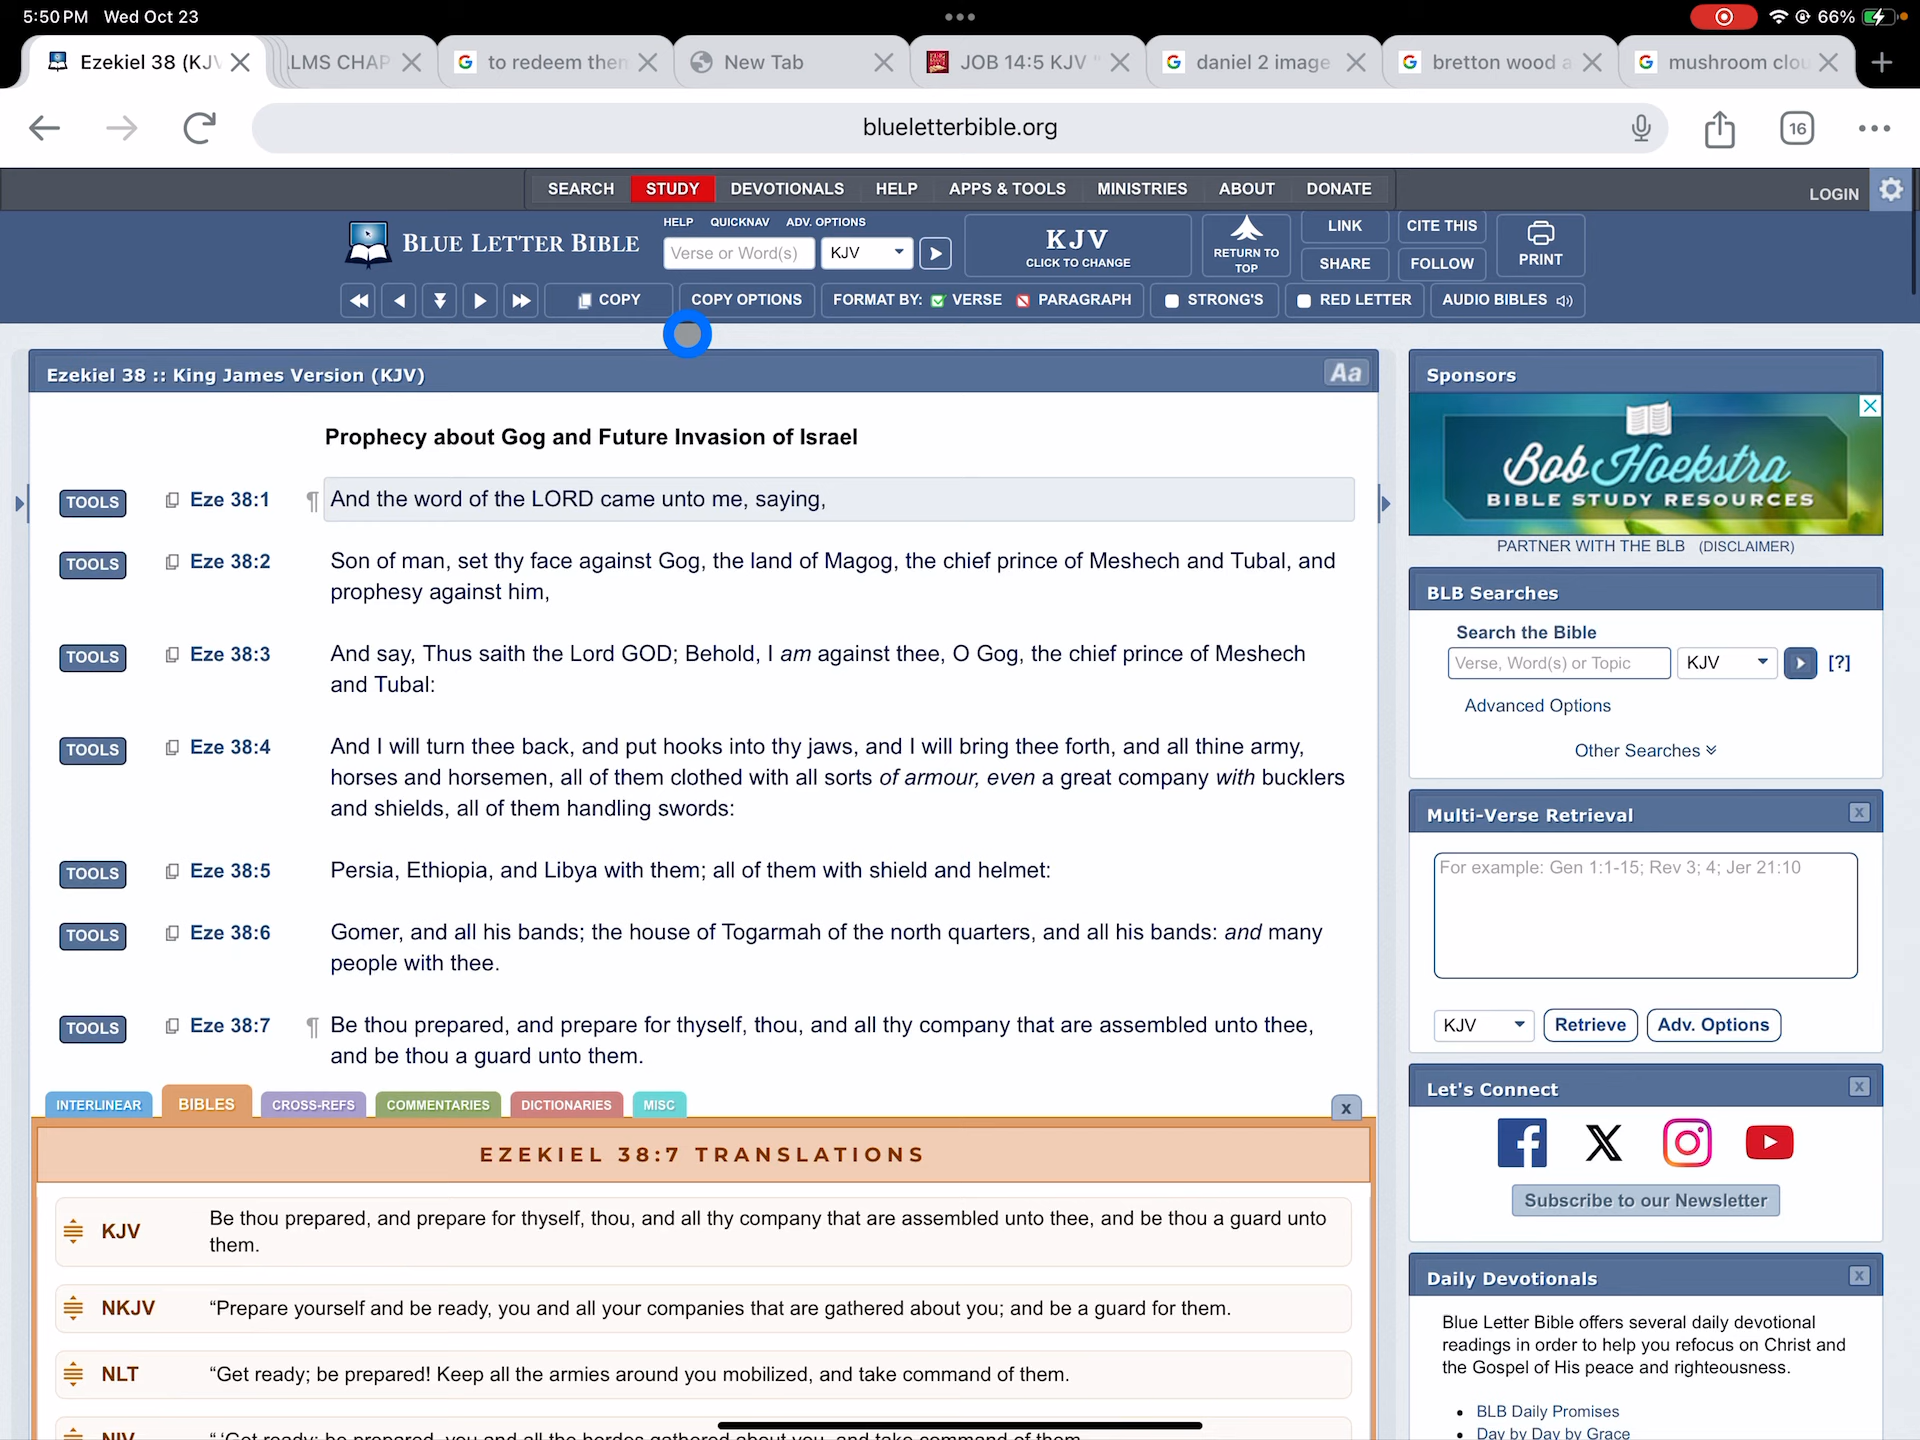 5:50 PM Wed Oct 23
66%
Ezekiel 38 (KJV
LMS CHAP
to redeem then
New Tab
JOB 14:5 KJV "
daniel 2 image
bretton wood a
mushroom clou
blueletterbible.org
16
SEARCH STUDY DEVOTIONALS HELP APPS & TOOLS MINISTRIES ABOUT DONATE
LOGIN
BLUE LETTER BIBLE
HELP QUICKNAV ADV. OPTIONS
Verse or Word(s) KJV
KJV
CLICK TO CHANGE
RETURN TO
TOP
LINK CITE THIS
SHARE FOLLOW
PRINT
COPY COPY OPTIONS FORMAT BY: VERSE PARAGRAPH STRONG'S RED LETTER AUDIO BIBLES
Ezekiel 38 :: King James Version (KJV)
Aa
Prophecy about Gog and Future Invasion of Israel
TOOLS Eze 38:1 ¶ And the word of the LORD came unto me, saying,
TOOLS Eze 38:2 Son of man, set thy face against Gog, the land of Magog, the chief prince of Meshech and Tubal, and
prophesy against him,
TOOLS Eze 38:3 And say, Thus saith the Lord GOD; Behold, I am against thee, O Gog, the chief prince of Meshech
and Tubal:
TOOLS Eze 38:4 And I will turn thee back, and put hooks into thy jaws, and I will bring thee forth, and all thine army,
horses and horsemen, all of them clothed with all sorts of armour, even a great company with bucklers
and shields, all of them handling swords:
TOOLS Eze 38:5 Persia, Ethiopia, and Libya with them; all of them with shield and helmet:
TOOLS Eze 38:6 Gomer, and all his bands; the house of Togarmah of the north quarters, and all his bands: and many
people with thee.
TOOLS Eze 38:7 ¶ Be thou prepared, and prepare for thyself, thou, and all thy company that are assembled unto thee,
and be thou a guard unto them.
INTERLINEAR BIBLES CROSS-REFS COMMENTARIES DICTIONARIES MISC
x
EZEKIEL 38:7 TRANSLATIONS
KJV Be thou prepared, and prepare for thyself, thou, and all thy company that are assembled unto thee, and be thou a guard unto
them.
NKJV “Prepare yourself and be ready, you and all your companies that are gathered about you; and be a guard for them.
NLT “Get ready; be prepared! Keep all the armies around you mobilized, and take command of them.
NIV “ ‘Get ready; be prepared, you and all the hordes gathered about you, and take command of them.
Sponsors
Bob Hoekstra
BIBLE STUDY RESOURCES
PARTNER WITH THE BLB (DISCLAIMER)
BLB Searches
Search the Bible
Verse, Word(s) or Topic KJV [?]
Advanced Options
Other Searches
Multi-Verse Retrieval
x
For example: Gen 1:1-15; Rev 3; 4; Jer 21:10
KJV Retrieve Adv. Options
Let's Connect
x
Subscribe to our Newsletter
Daily Devotionals
x
Blue Letter Bible offers several daily devotional
readings in order to help you refocus on Christ and
the Gospel of His peace and righteousness.
• BLB Daily Promises
• Day by Day by Grace